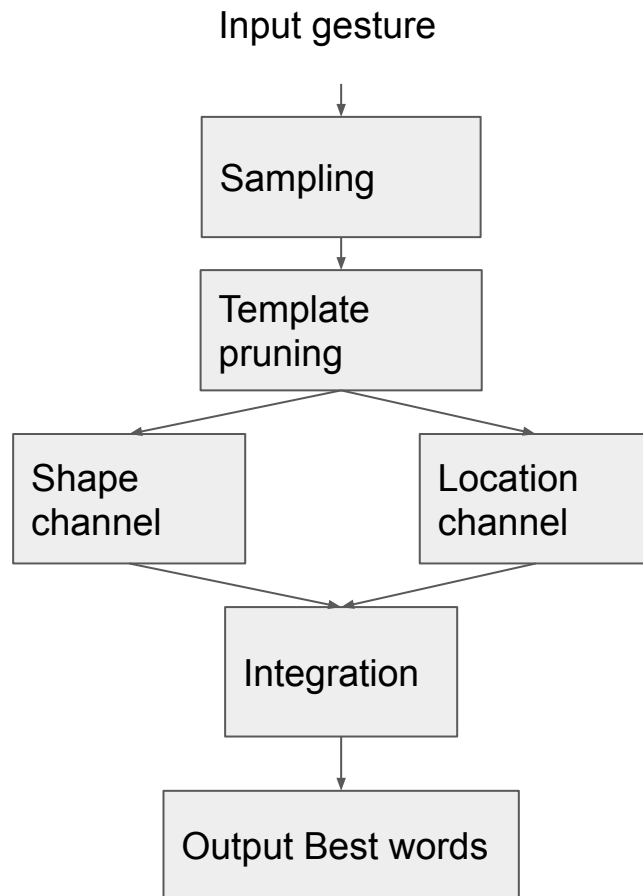 Input gesture
Sampling
Template
pruning
Shape
channel
Location
channel
Integration
Output Best words